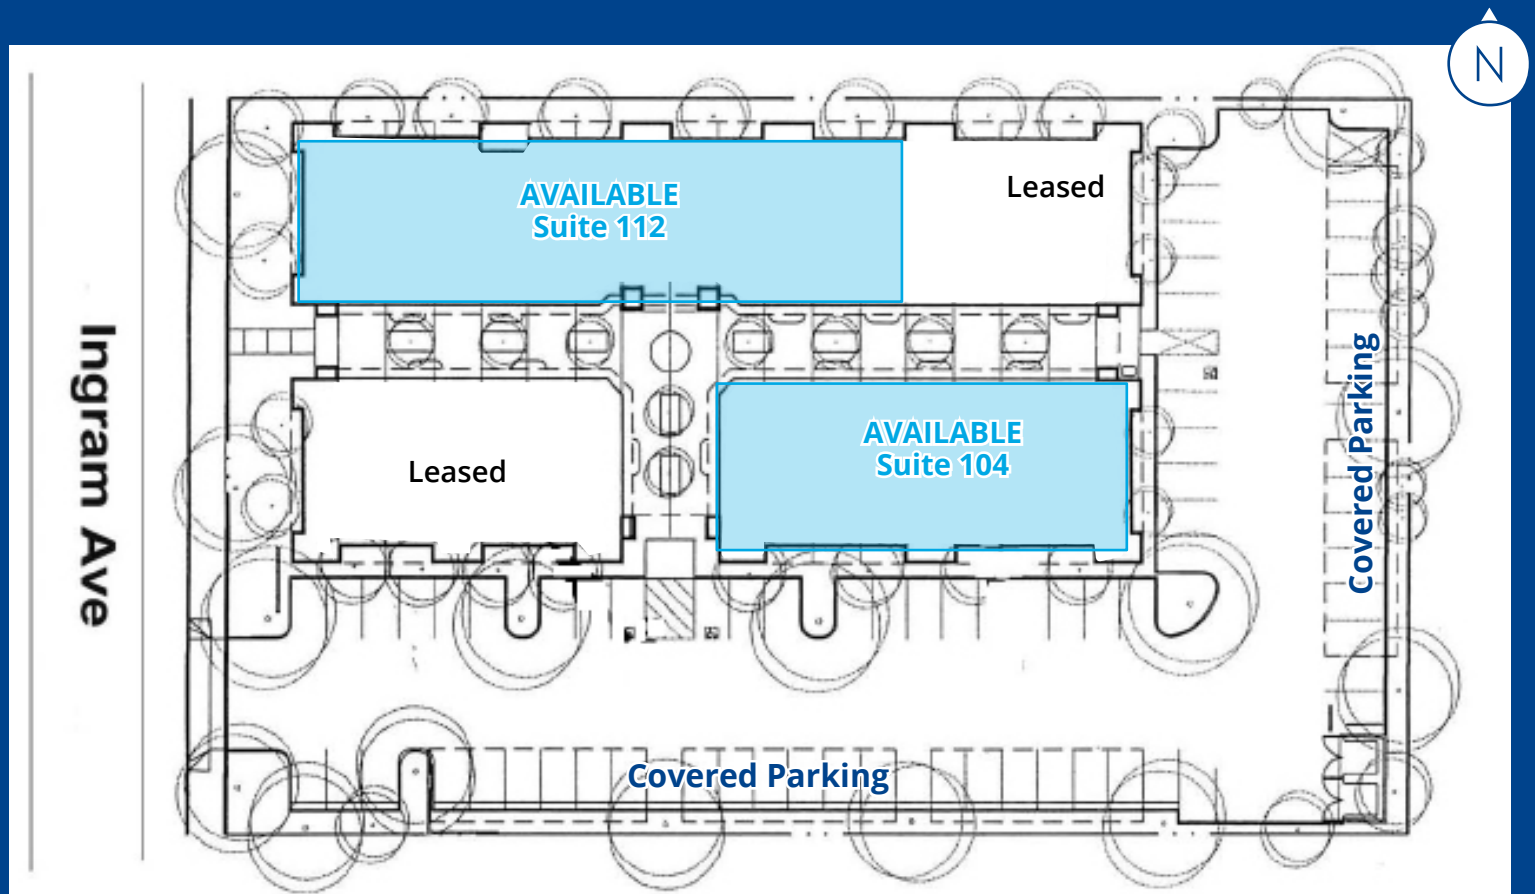 N
AVAILABLE
Suite 112
Leased
Ingram Ave
Leased
AVAILABLE
Suite 104
Covered Parking
Covered Parking